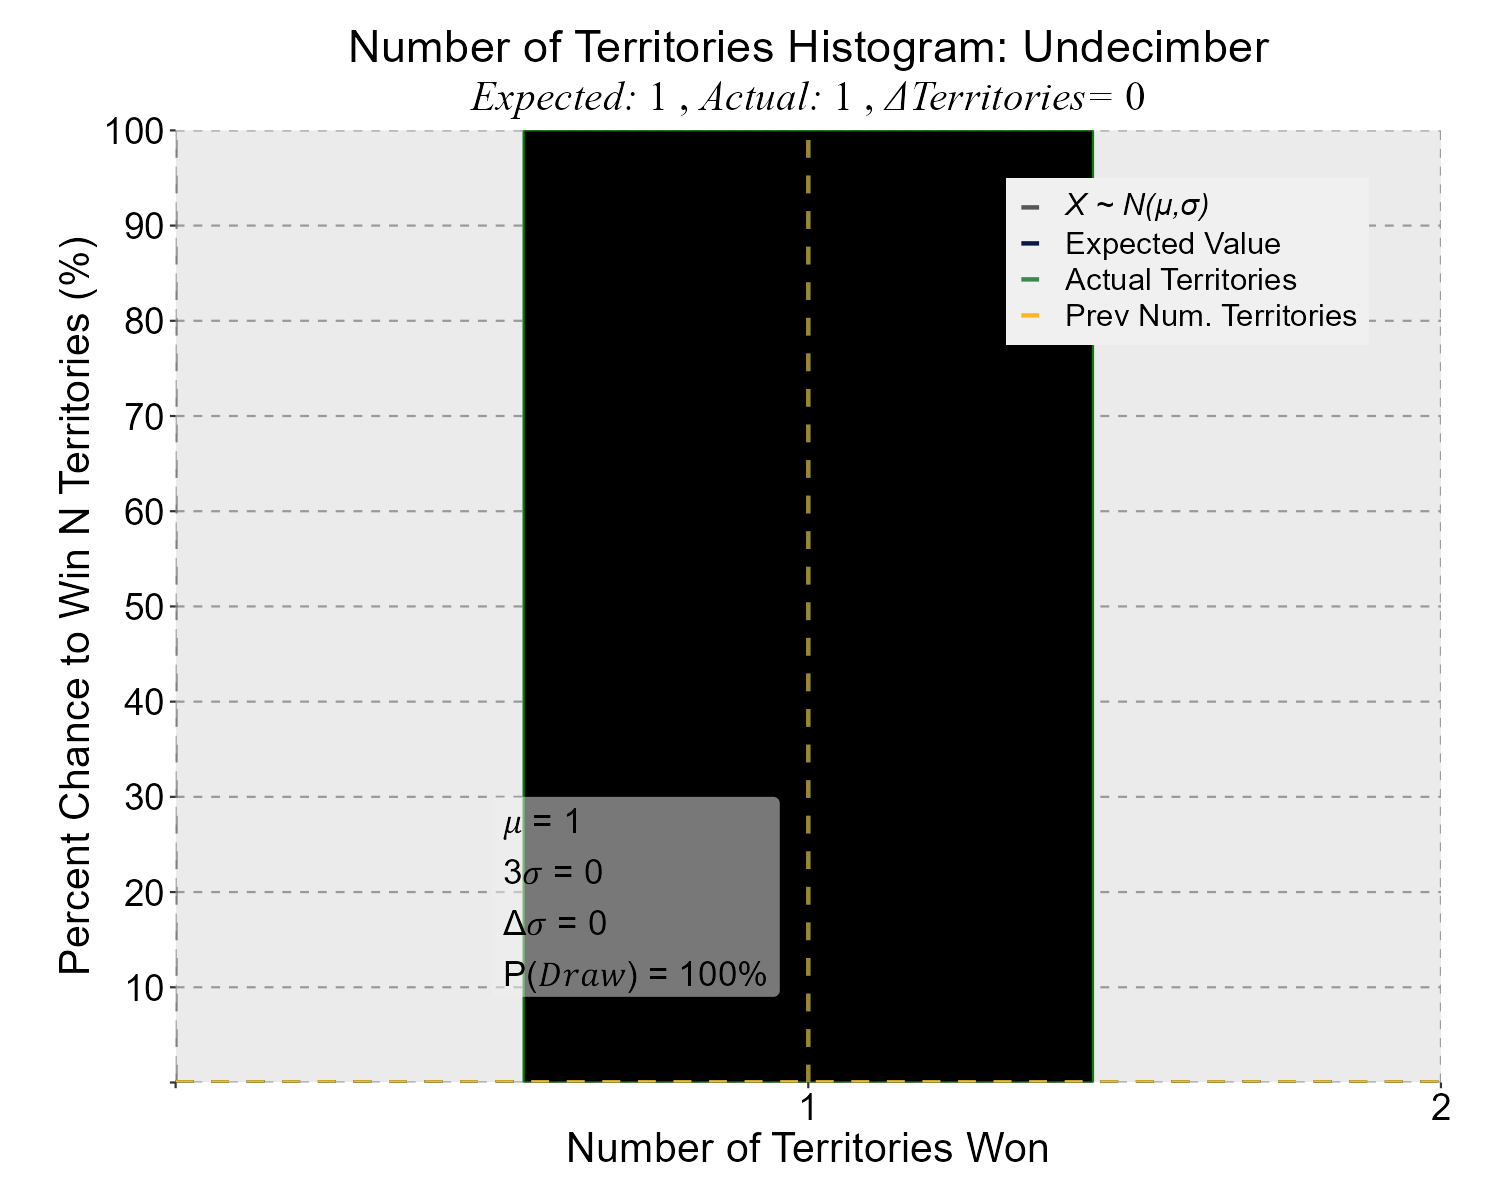 Number of Territories Histogram: Undecimber
Expected: 1 , Actual: 1 , ΔTerritories= 0
Percent Chance to Win N Territories (%)
100
90
80
70
60
50
40
30
20
10
X ~ N(μ,σ)
Expected Value
Actual Territories
Prev Num. Territories
μ = 1
3σ = 0
Δσ = 0
P(Draw) = 100%
1
2
Number of Territories Won